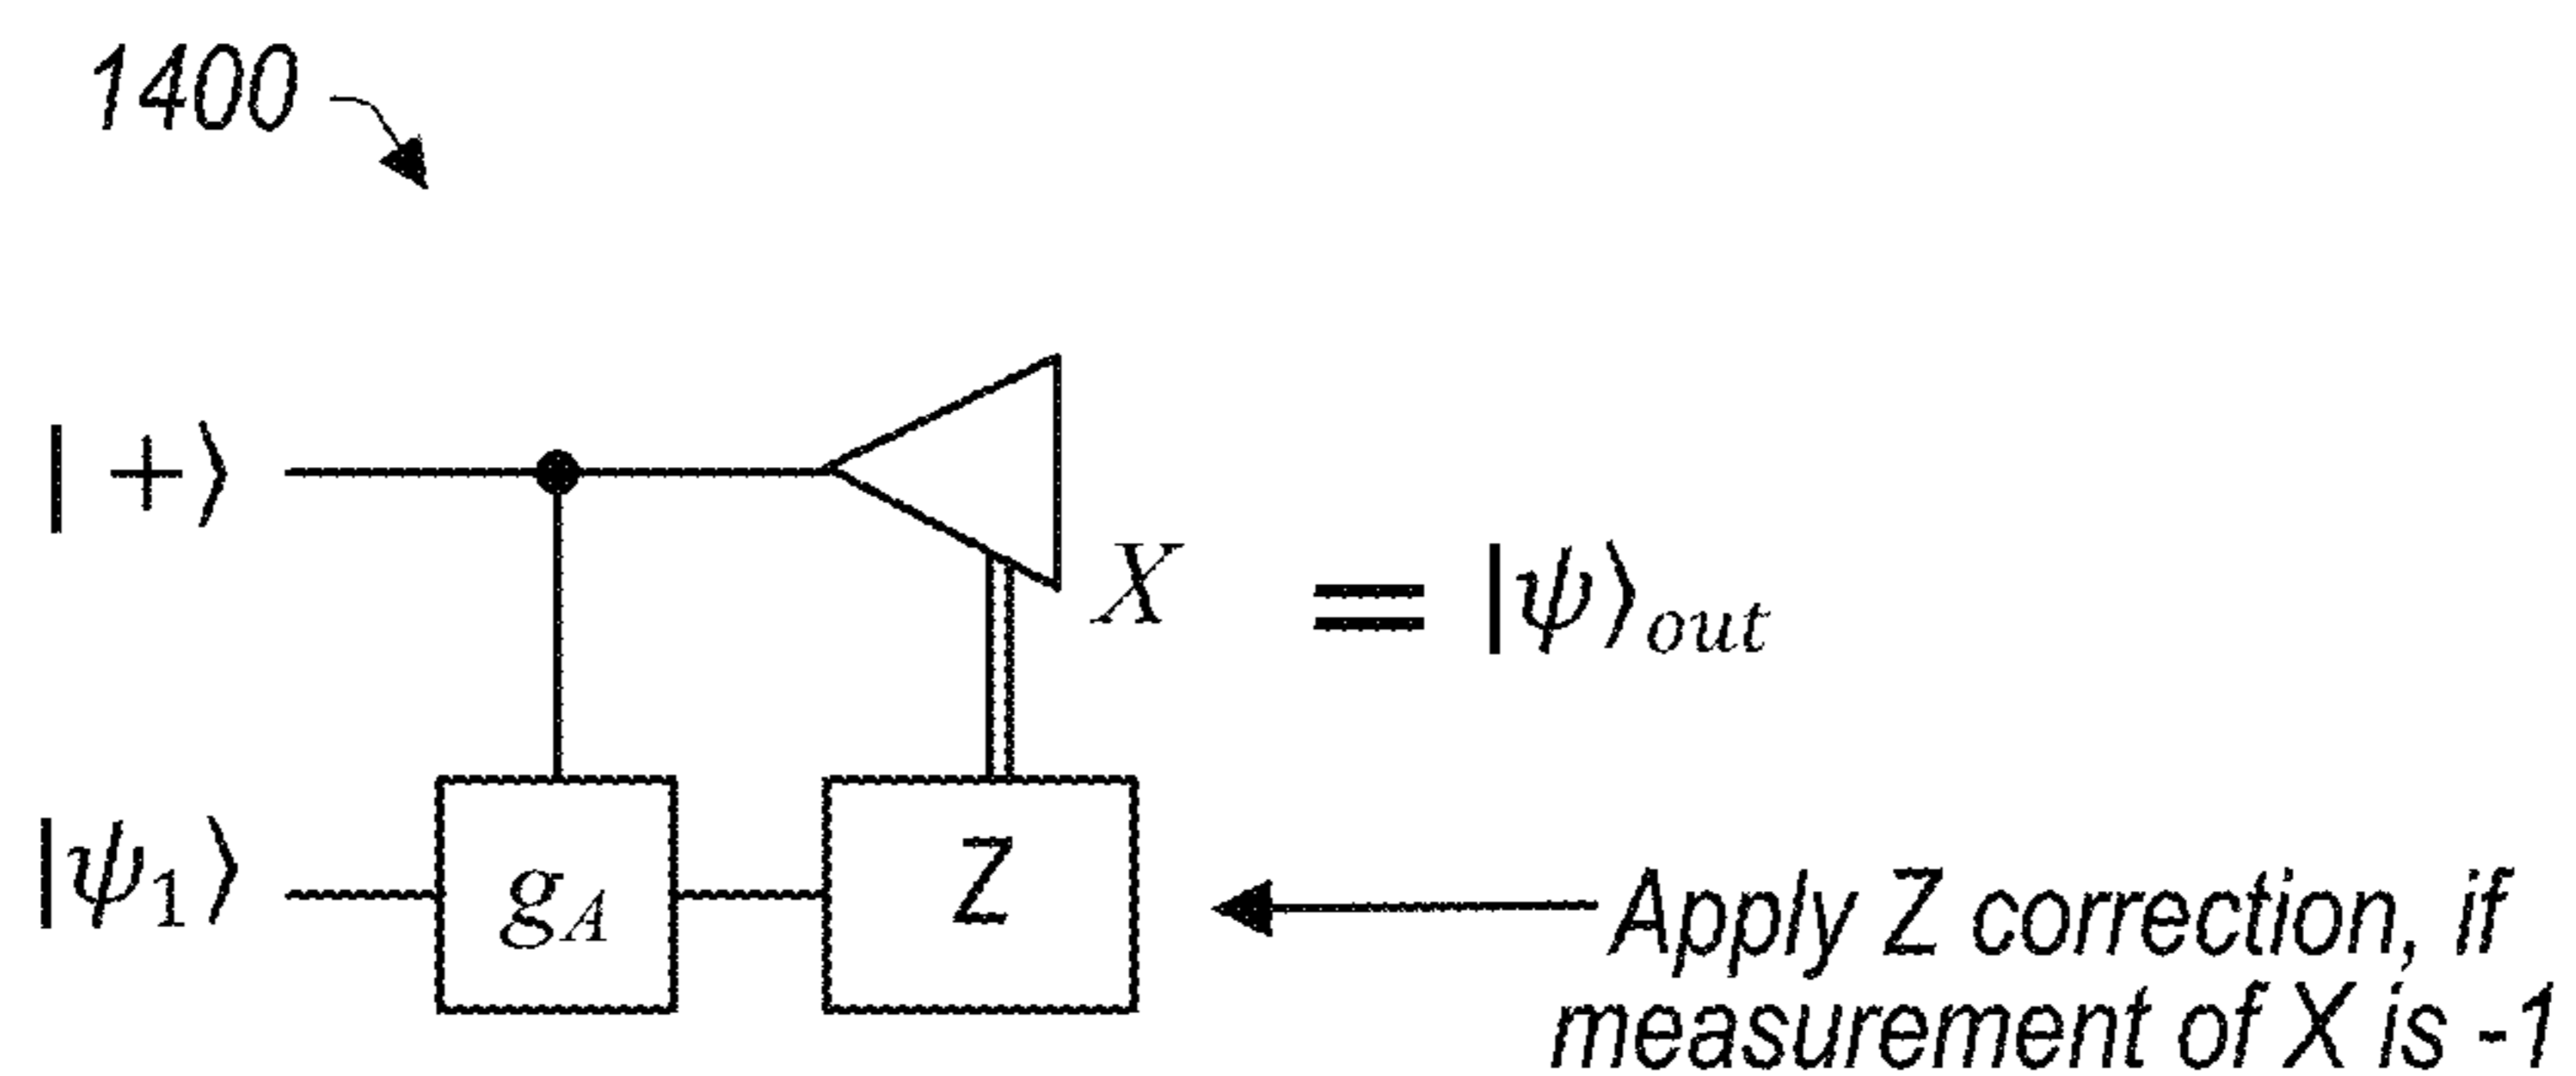 1400
|+⟩
X
= |ψ⟩out
|ψ1⟩
gA
Z
Apply Z correction, if
measurement of X is -1